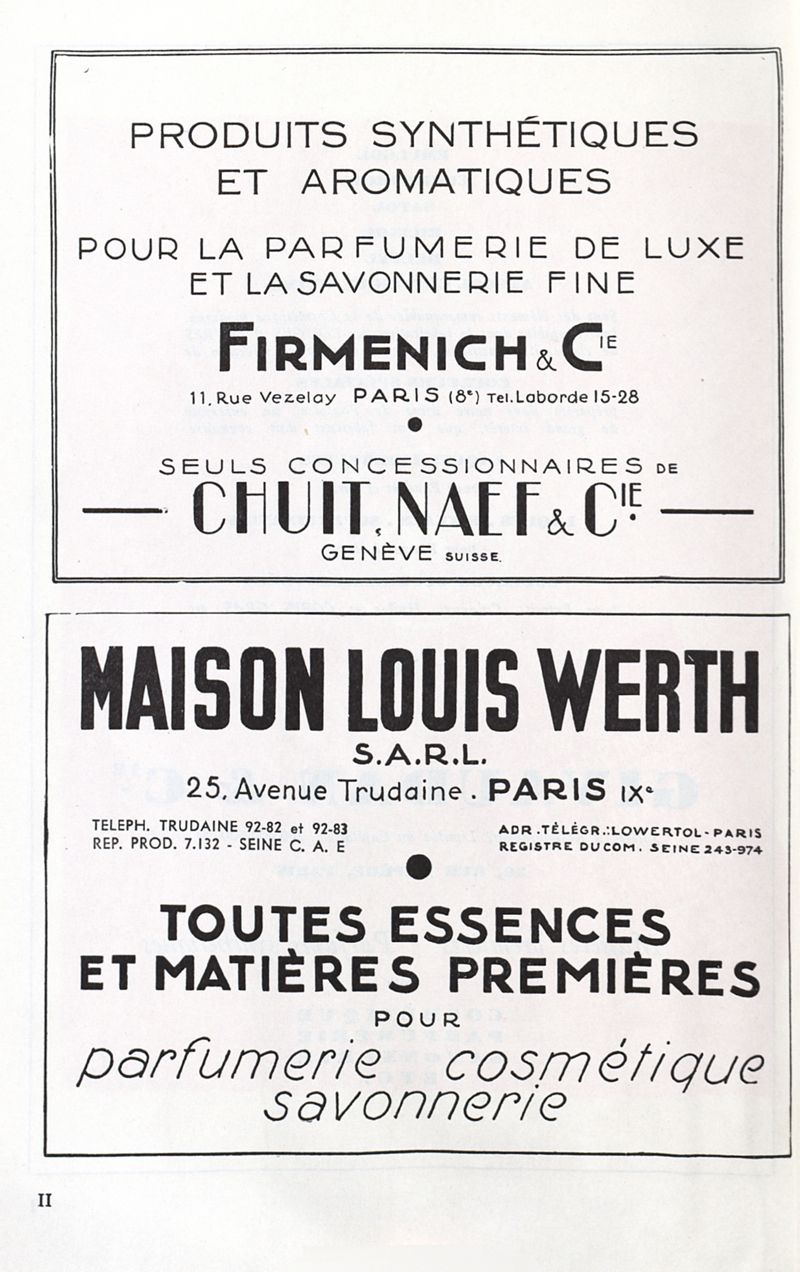 PRODUITS SYNTHÉTIQUES
ET AROMATIQUES
POUR LA PARFUMERIE DE LUXE
ET LA SAVONNERIE FINE
FIRMENICH & CIE
11, Rue Vezelay PARIS (8e) Tel. Laborde 15-28
SEULS CONCESSIONNAIRES DE
CHUIT, NAEF & CIE
GENÈVE SUISSE.
MAISON LOUIS WERTH
S.A.R.L.
25, Avenue Trudaine . PARIS IXe
TELEPH. TRUDAINE 92-82 et 92-83
REP. PROD. 7.132 - SEINE C. A. E
ADR. TÉLÉGR.: LOWERTOL - PARIS
REGISTRE DU COM. SEINE 243-974
TOUTES ESSENCES
ET MATIÈRES PREMIÈRES
POUR
parfumerie cosmétique
savonnerie
II